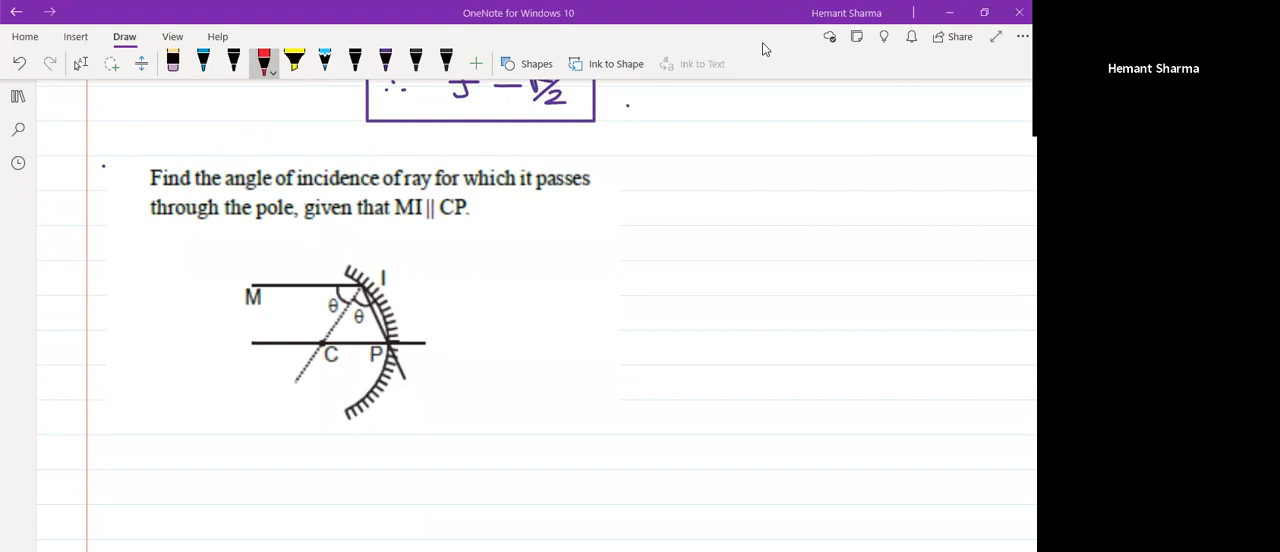 OneNote for Windows 10
Hemant Sharma
Home Insert Draw View Help
Share
Shapes
Ink to Shape
Ink to Text
Hemant Sharma
Find the angle of incidence of ray for which it passes
through the pole, given that MI || CP.
I
M
θ
θ
C
P